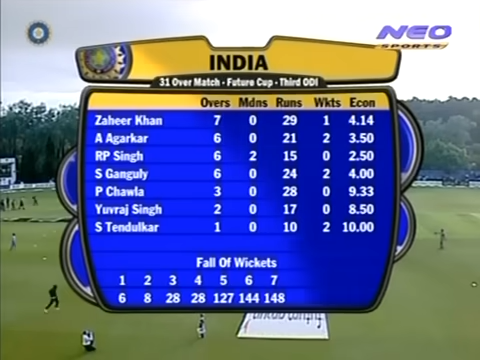 NEO
SPORTS
INDIA
31 Over Match - Future Cup - Third ODI
Overs Mdns Runs Wkts Econ
Zaheer Khan 7 0 29 1 4.14
A Agarkar 6 0 21 2 3.50
RP Singh 6 2 15 0 2.50
S Ganguly 6 0 24 2 4.00
P Chawla 3 0 28 0 9.33
Yuvraj Singh 2 0 17 0 8.50
S Tendulkar 1 0 10 2 10.00
Fall Of Wickets
1 2 3 4 5 6 7
6 8 28 28 127 144 148